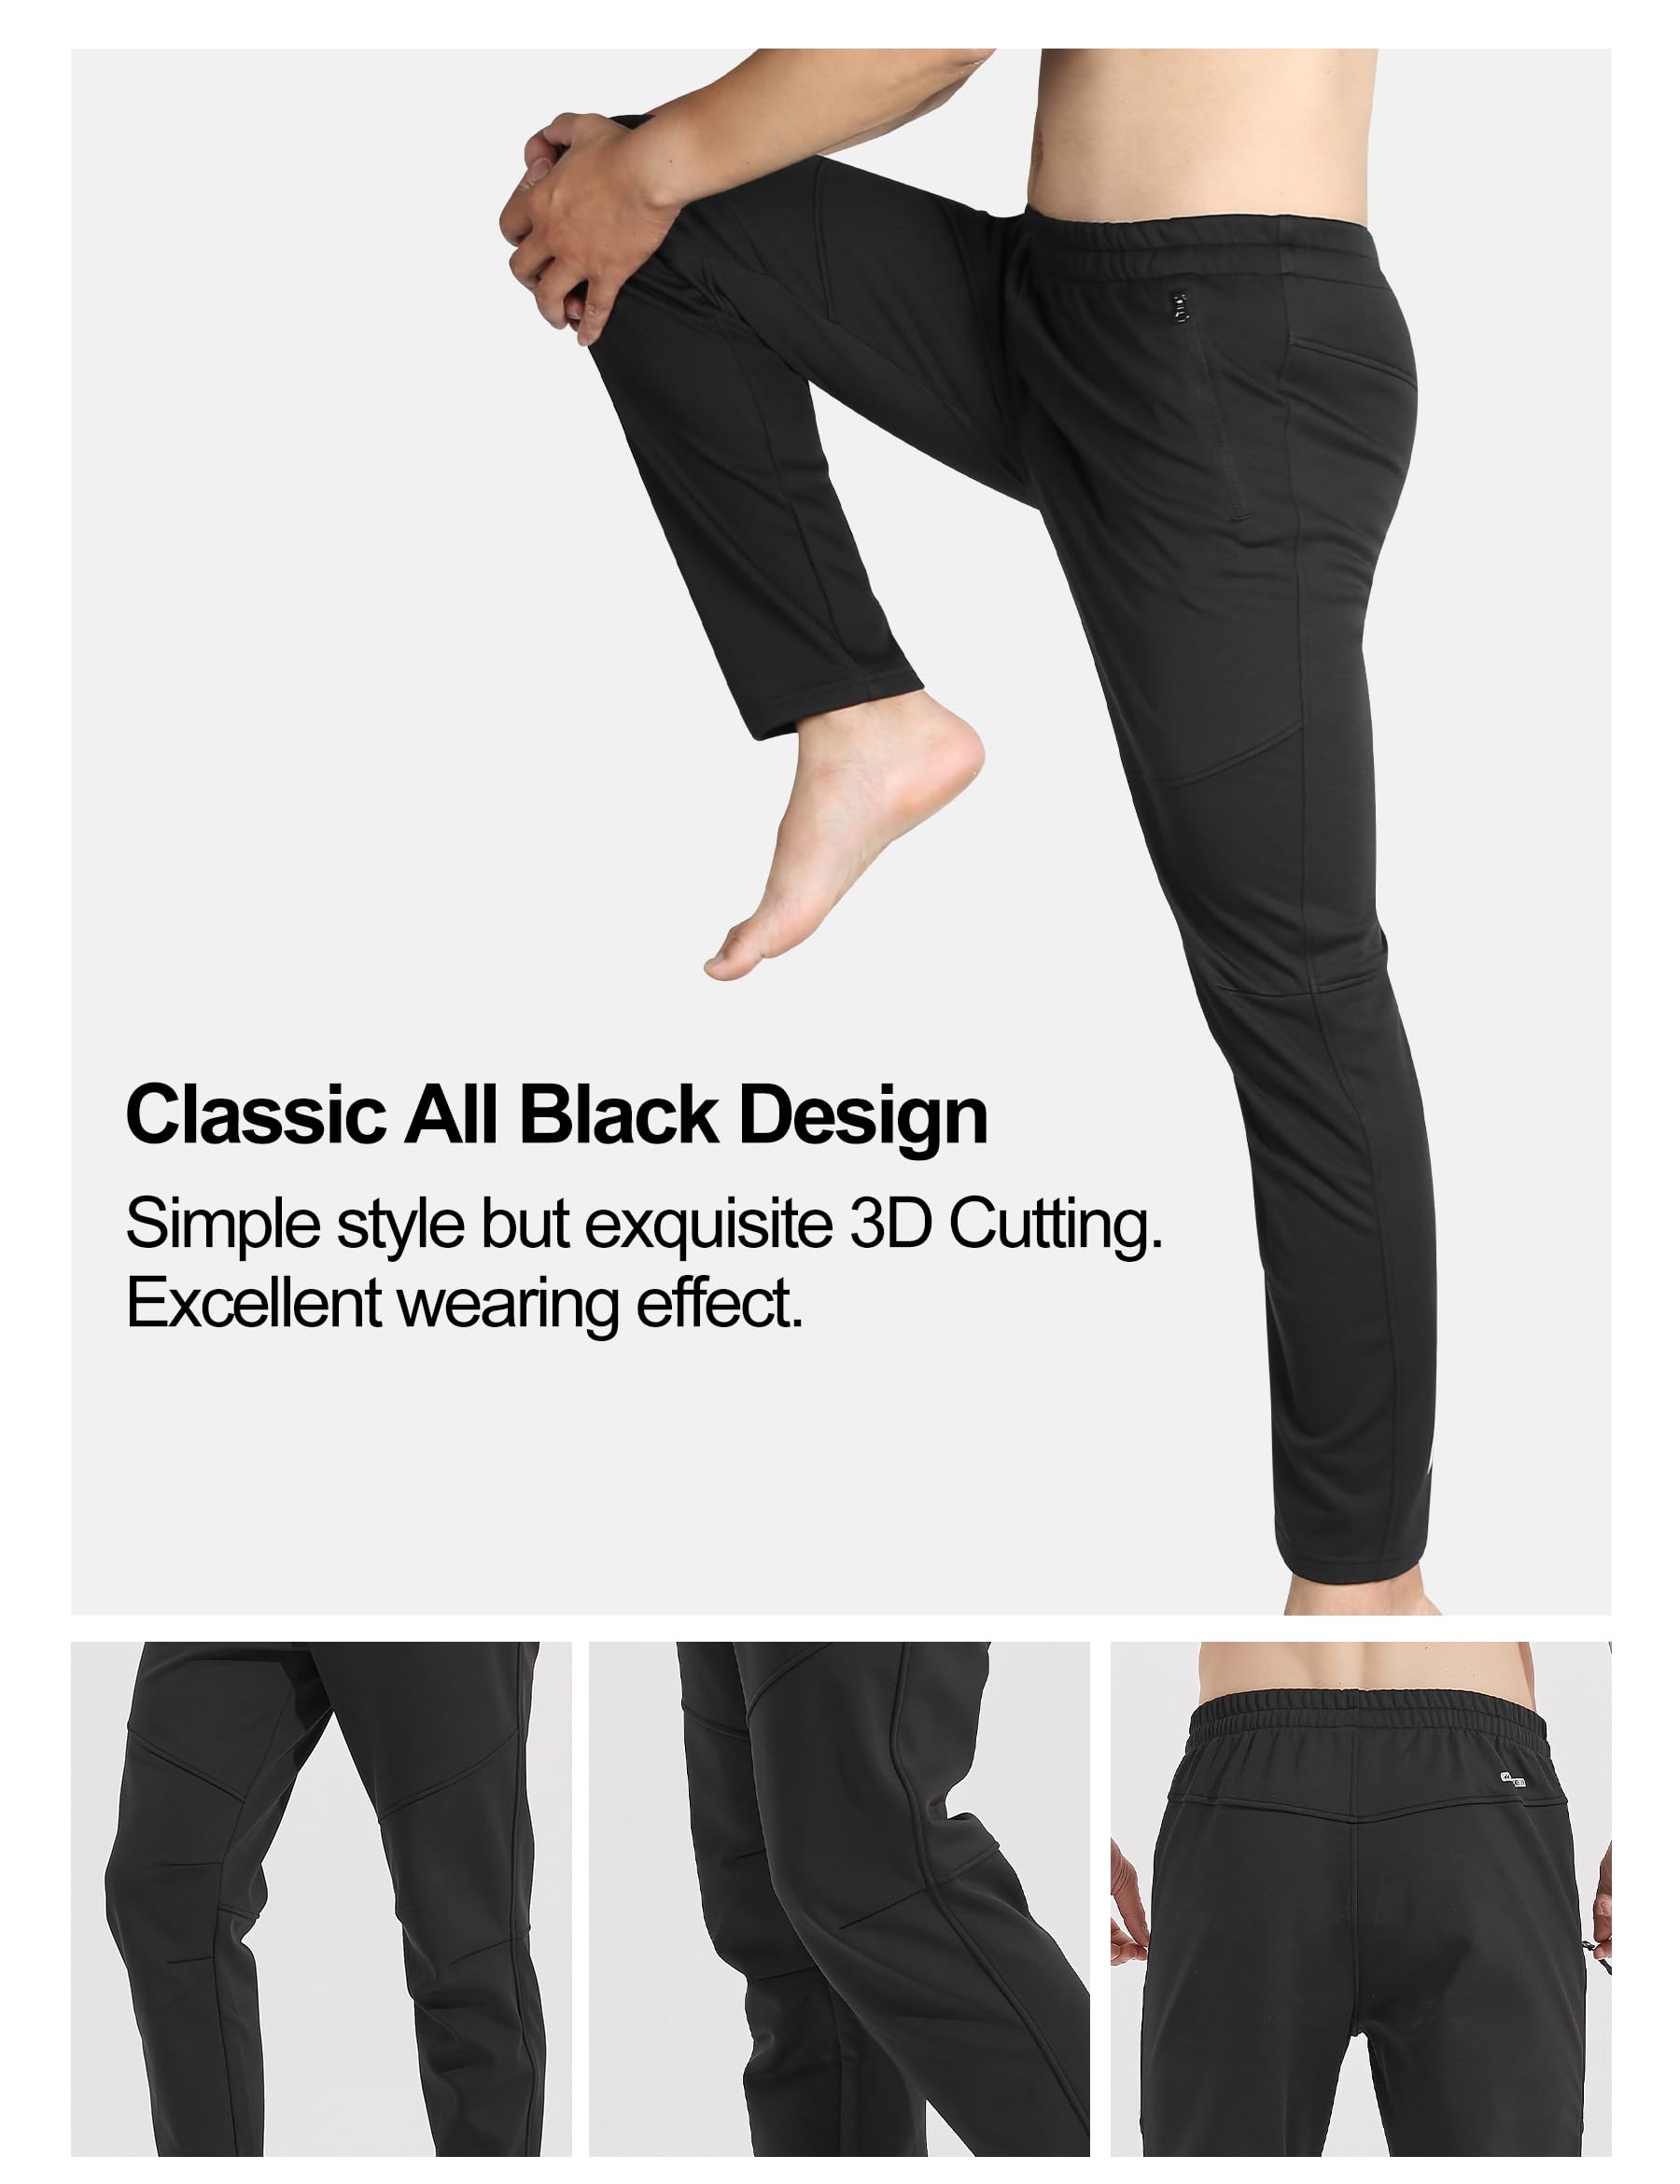 Classic All Black Design
Simple style but exquisite 3D Cutting.
Excellent wearing effect.